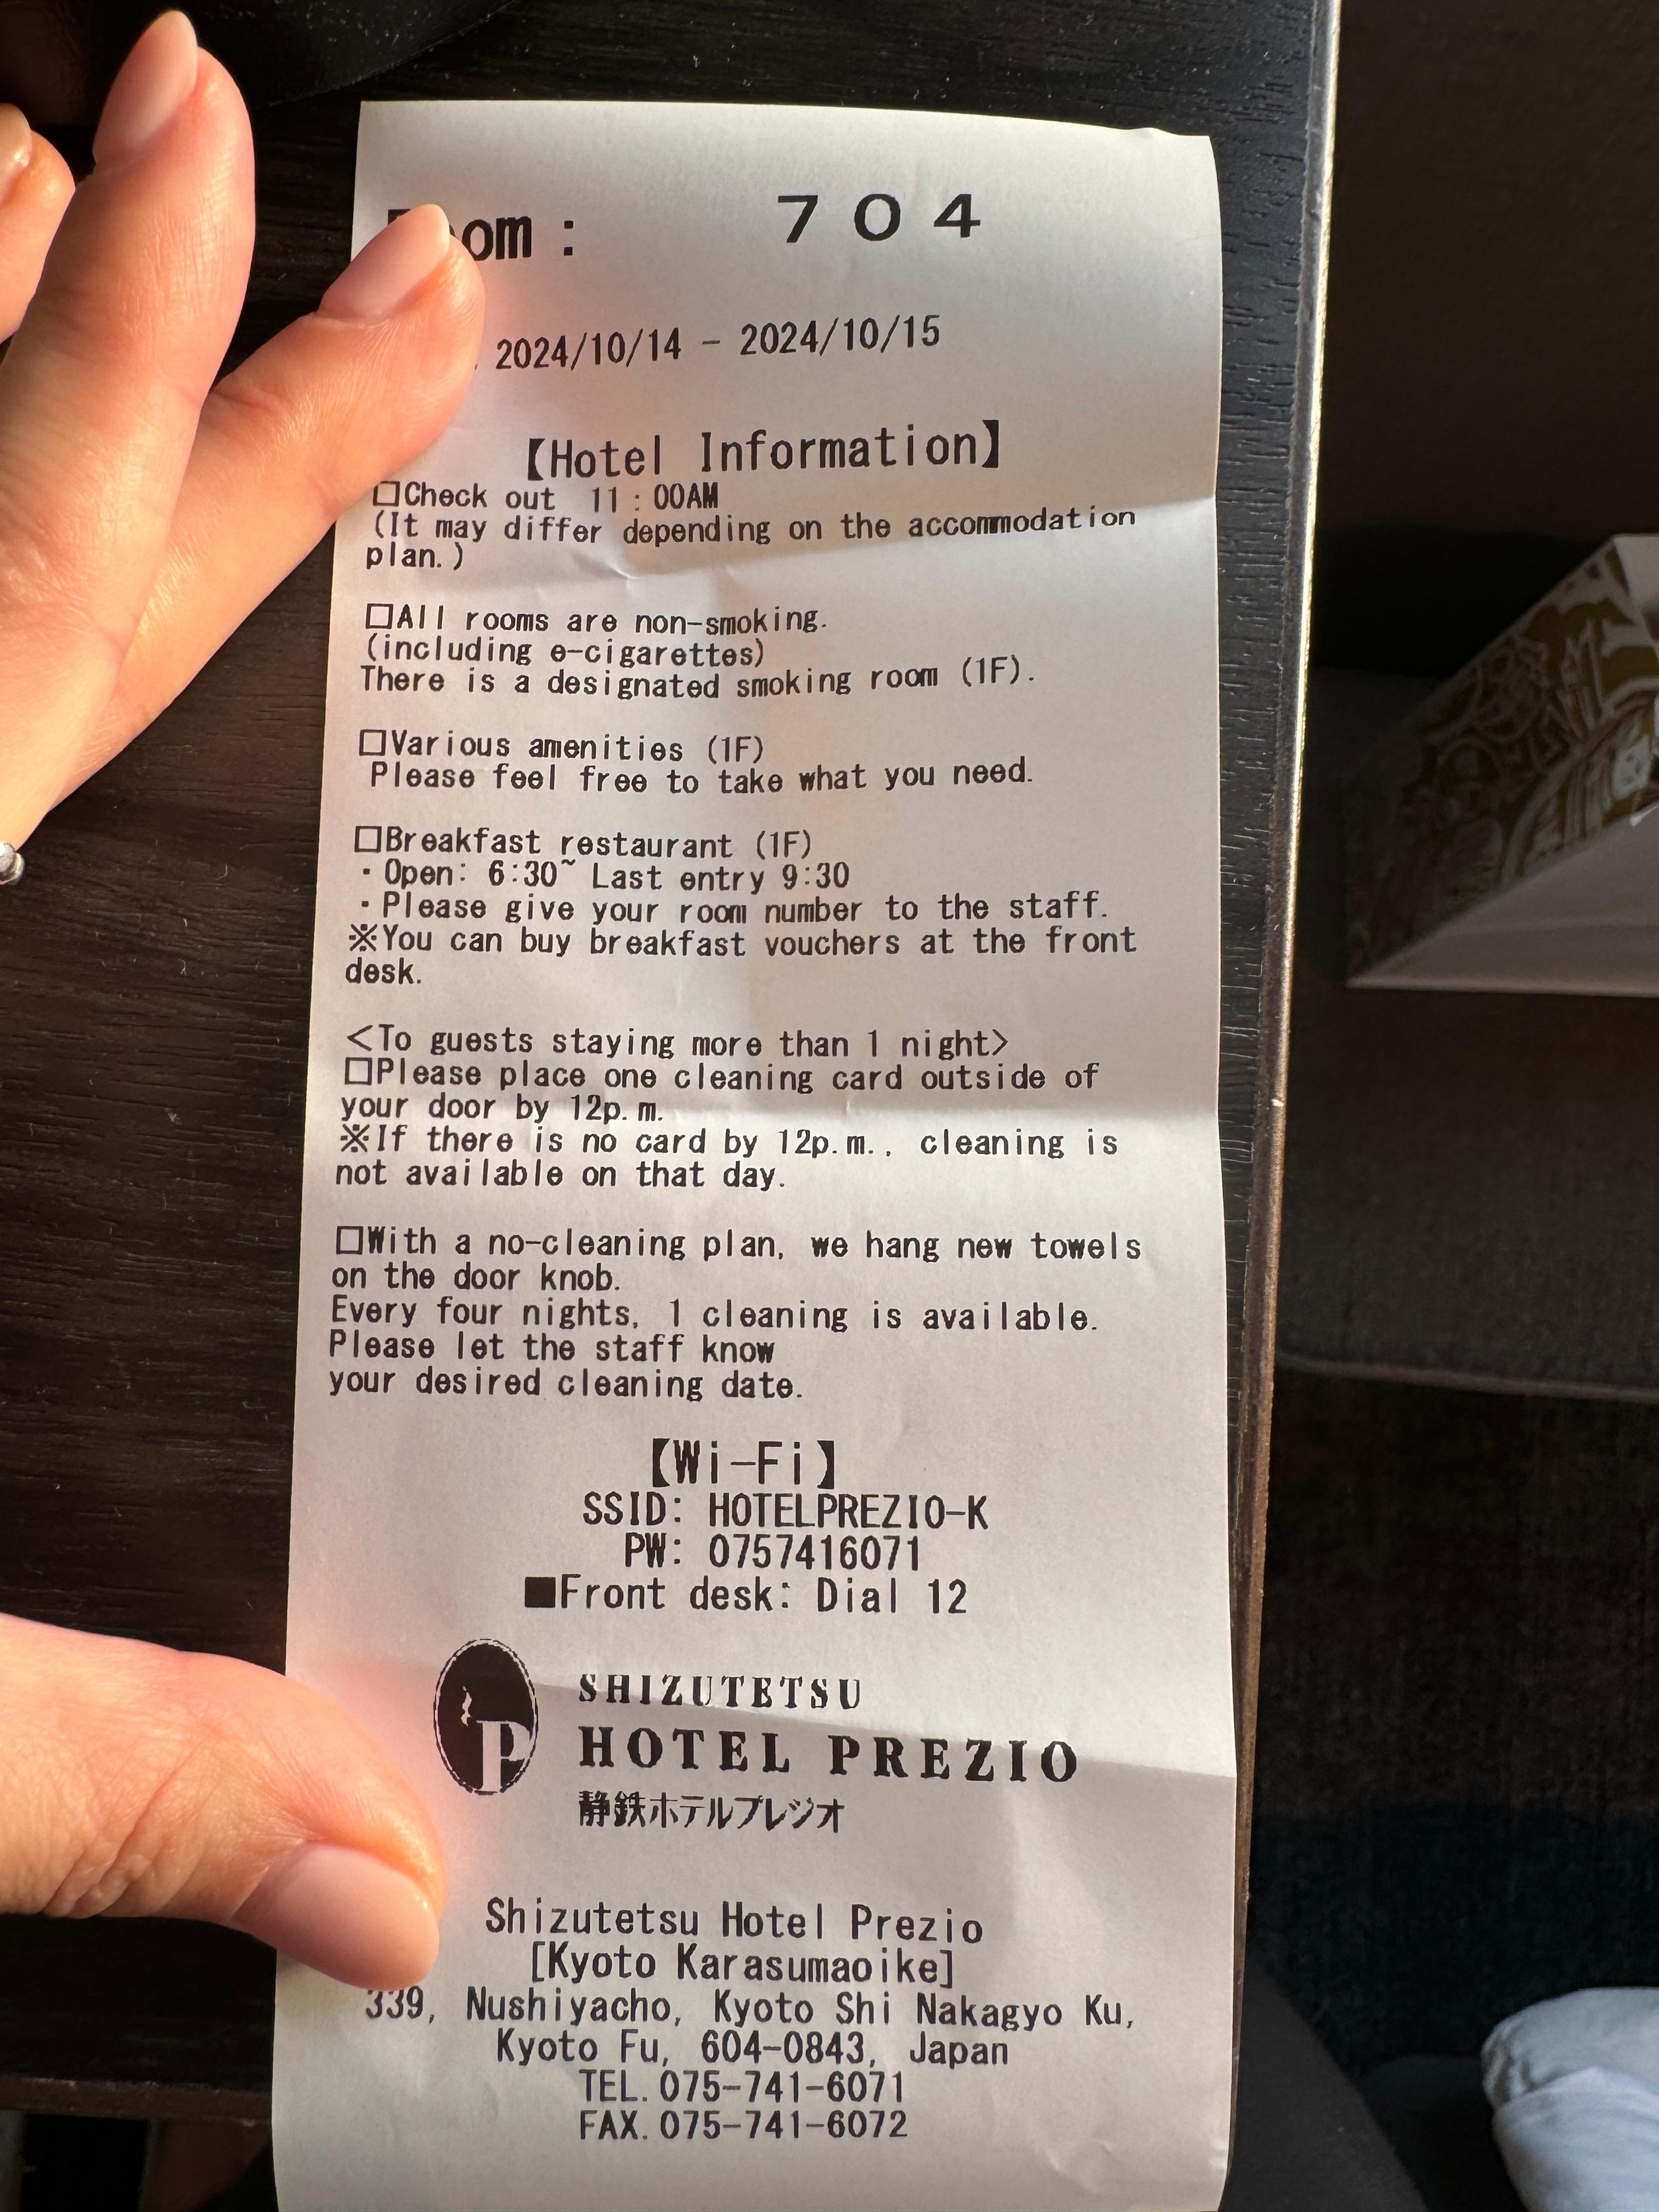 704
2024/10/14 - 2024/10/15
【Hotel Information】
□Check out 11:00AM
(It may differ depending on the accommodation
plan.)
□All rooms are non-smoking.
(including e-cigarettes)
There is a designated smoking room (1F).
□Various amenities (1F)
Please feel free to take what you need.
□Breakfast restaurant (1F)
・Open: 6:30~ Last entry 9:30
・Please give your room number to the staff.
※You can buy breakfast vouchers at the front
desk.
<To guests staying more than 1 night>
□Please place one cleaning card outside of
your door by 12p.m.
※If there is no card by 12p.m., cleaning is
not available on that day.
□With a no-cleaning plan, we hang new towels
on the door knob.
Every four nights, 1 cleaning is available.
Please let the staff know
your desired cleaning date.
【Wi-Fi】
SSID: HOTELPREZIO-K
PW: 0757416071
■Front desk: Dial 12
P
SHIZUTETSU
HOTEL PREZIO
静鉄ホテルプレジオ
Shizutetsu Hotel Prezio
[Kyoto Karasumaoike]
339, Nushiyacho, Kyoto Shi Nakagyo Ku,
Kyoto Fu, 604-0843, Japan
TEL. 075-741-6071
FAX. 075-741-6072